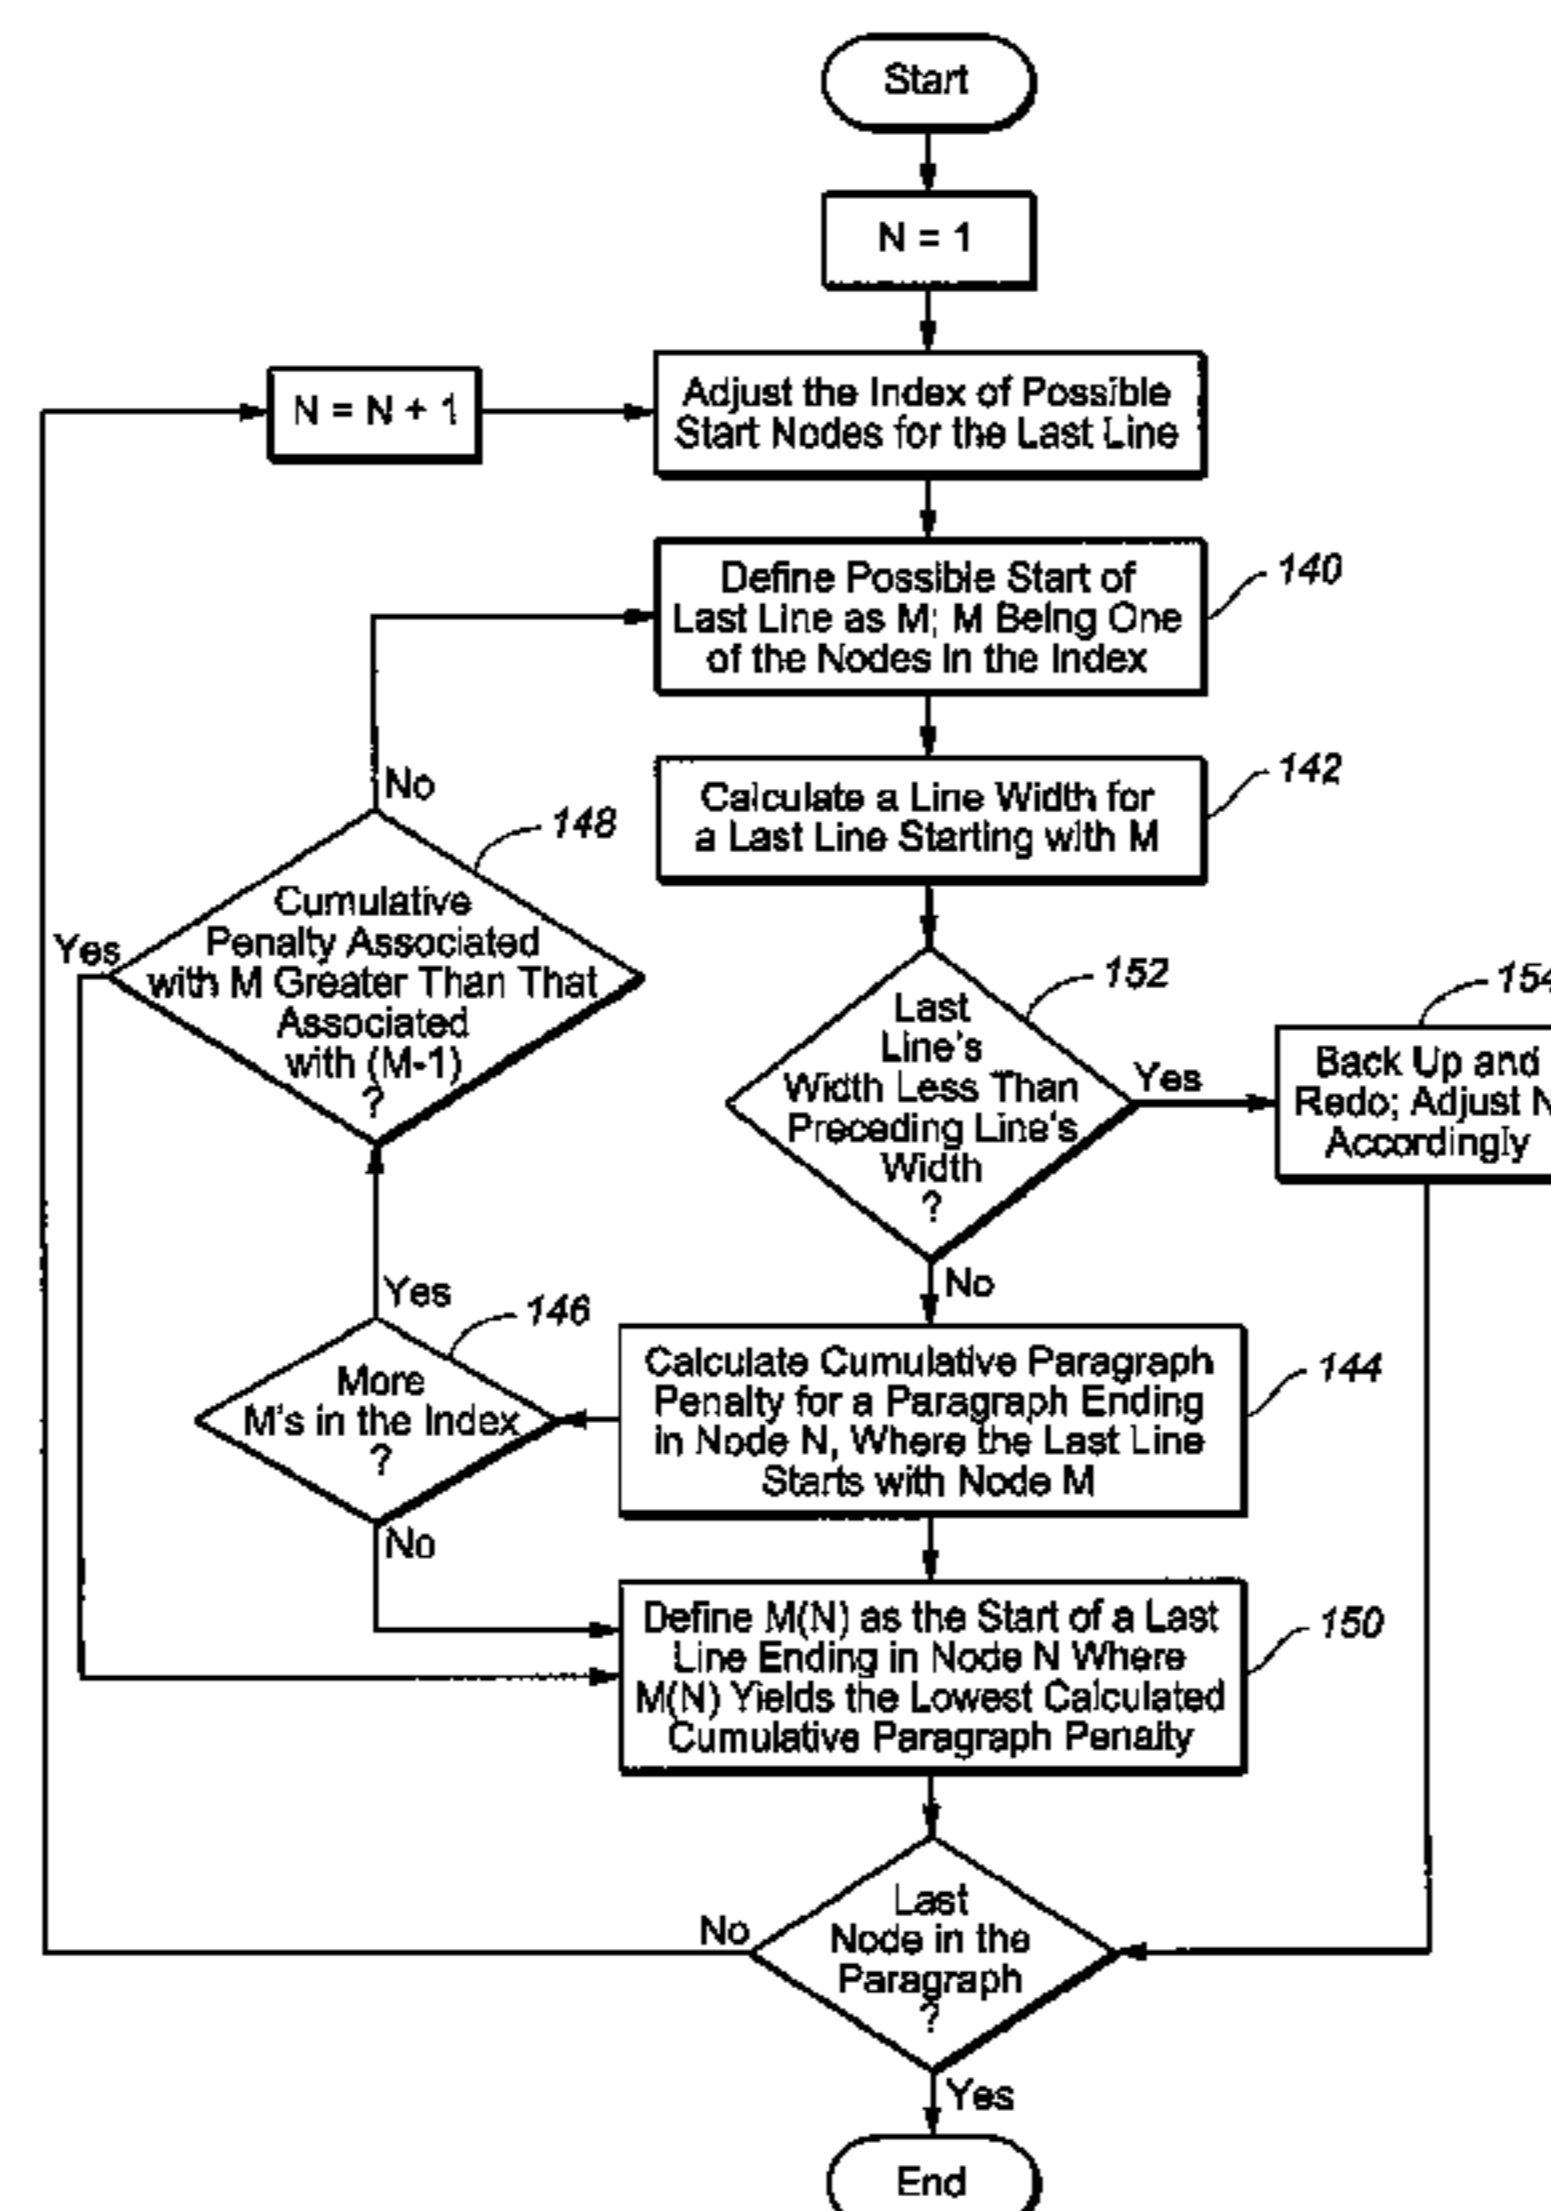 Start
N = 1
N = N + 1
Adjust the Index of Possible
Start Nodes for the Last Line
Define Possible Start of
Last Line as M; M Being One
of the Nodes in the Index
140
No
Calculate a Line Width for
a Last Line Starting with M
142
148
Cumulative
Penalty Associated
with M Greater Than That
Associated
with (M-1)
?
Yes
152
Last
Line's
Width Less Than
Preceding Line's
Width
?
Yes
154
Back Up and
Redo; Adjust N
Accordingly
No
Yes
146
More
M's in the Index
?
Calculate Cumulative Paragraph
Penalty for a Paragraph Ending
in Node N, Where the Last Line
Starts with Node M
144
No
Define M(N) as the Start of a Last
Line Ending in Node N Where
M(N) Yields the Lowest Calculated
Cumulative Paragraph Penalty
150
No
Last
Node in the
Paragraph
?
Yes
End